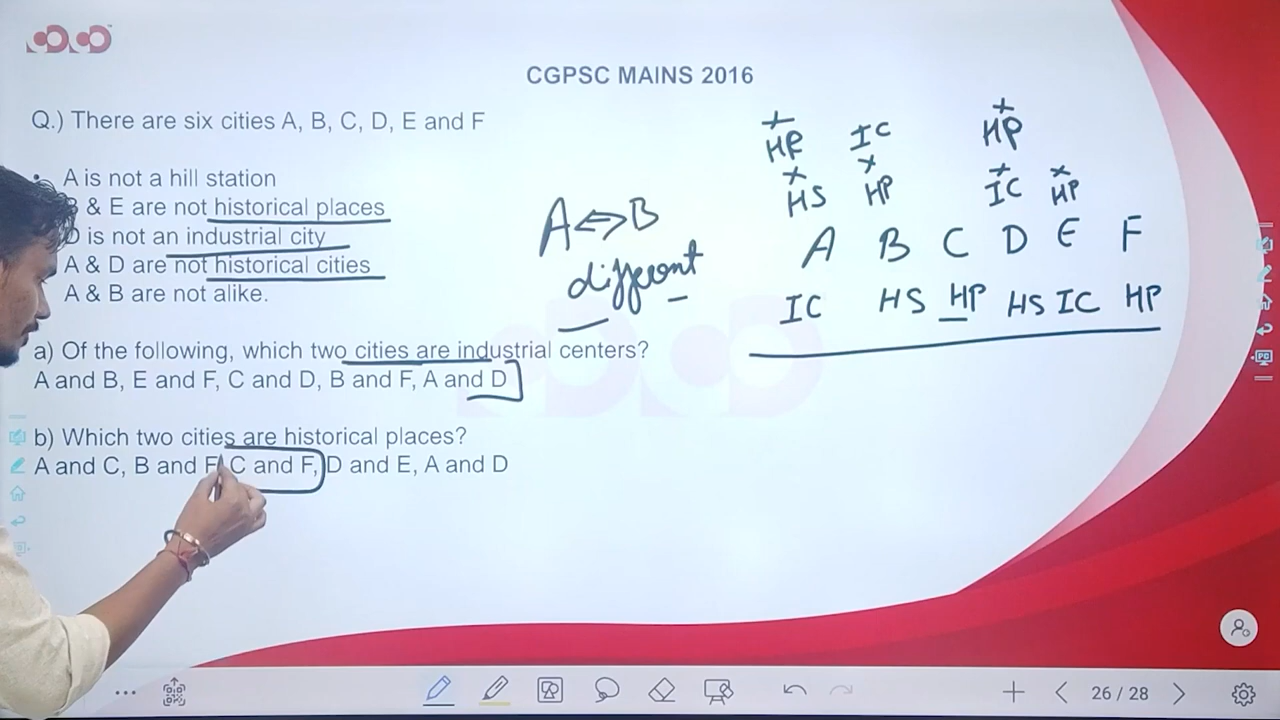 CGPSC MAINS 2016
Q.) There are six cities A, B, C, D, E and F
A is not a hill station
B & E are not historical places
D is not an industrial city
A & D are not historical cities
A & B are not alike.
a) Of the following, which two cities are industrial centers?
A and B, E and F, C and D, B and F, A and D
b) Which two cities are historical places?
A and C, B and F, C and F, D and E, A and D
A ⇔ B
different
HP IC HP
HS HP IC HP
A B C D E F
IC HS HP HS IC HP
26 / 28